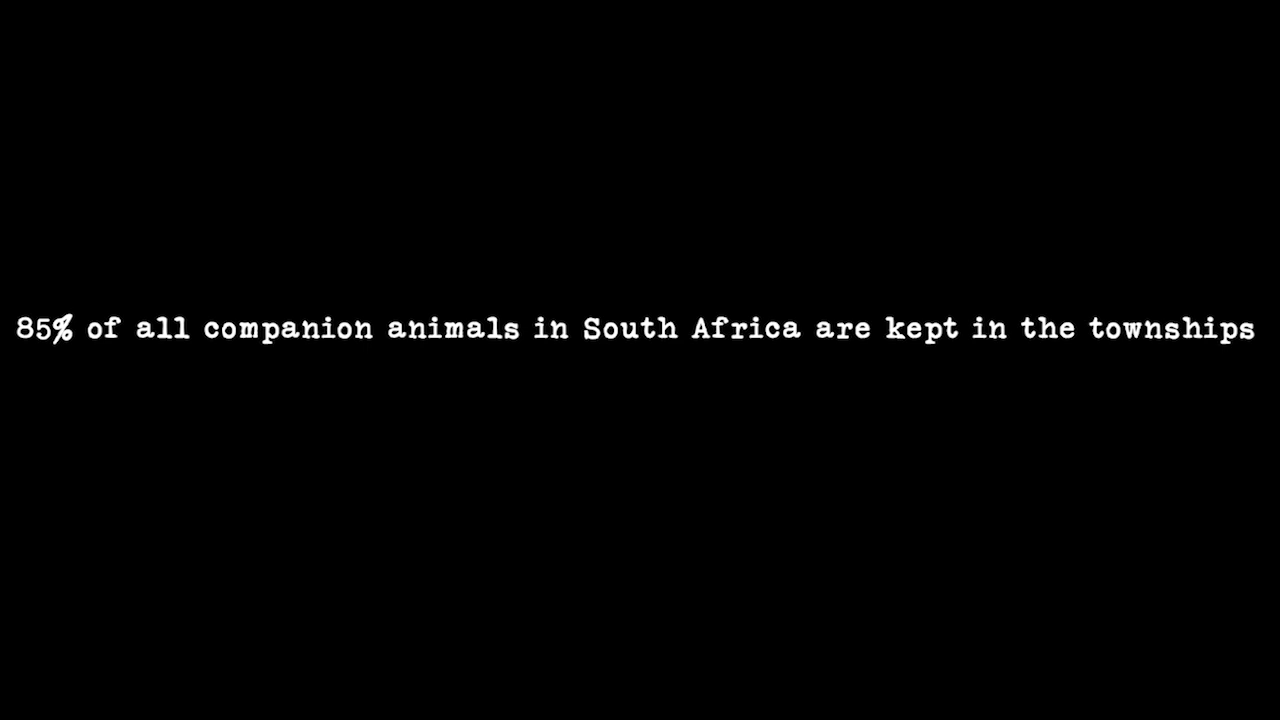 85% of all companion animals in South Africa are kept in the townships